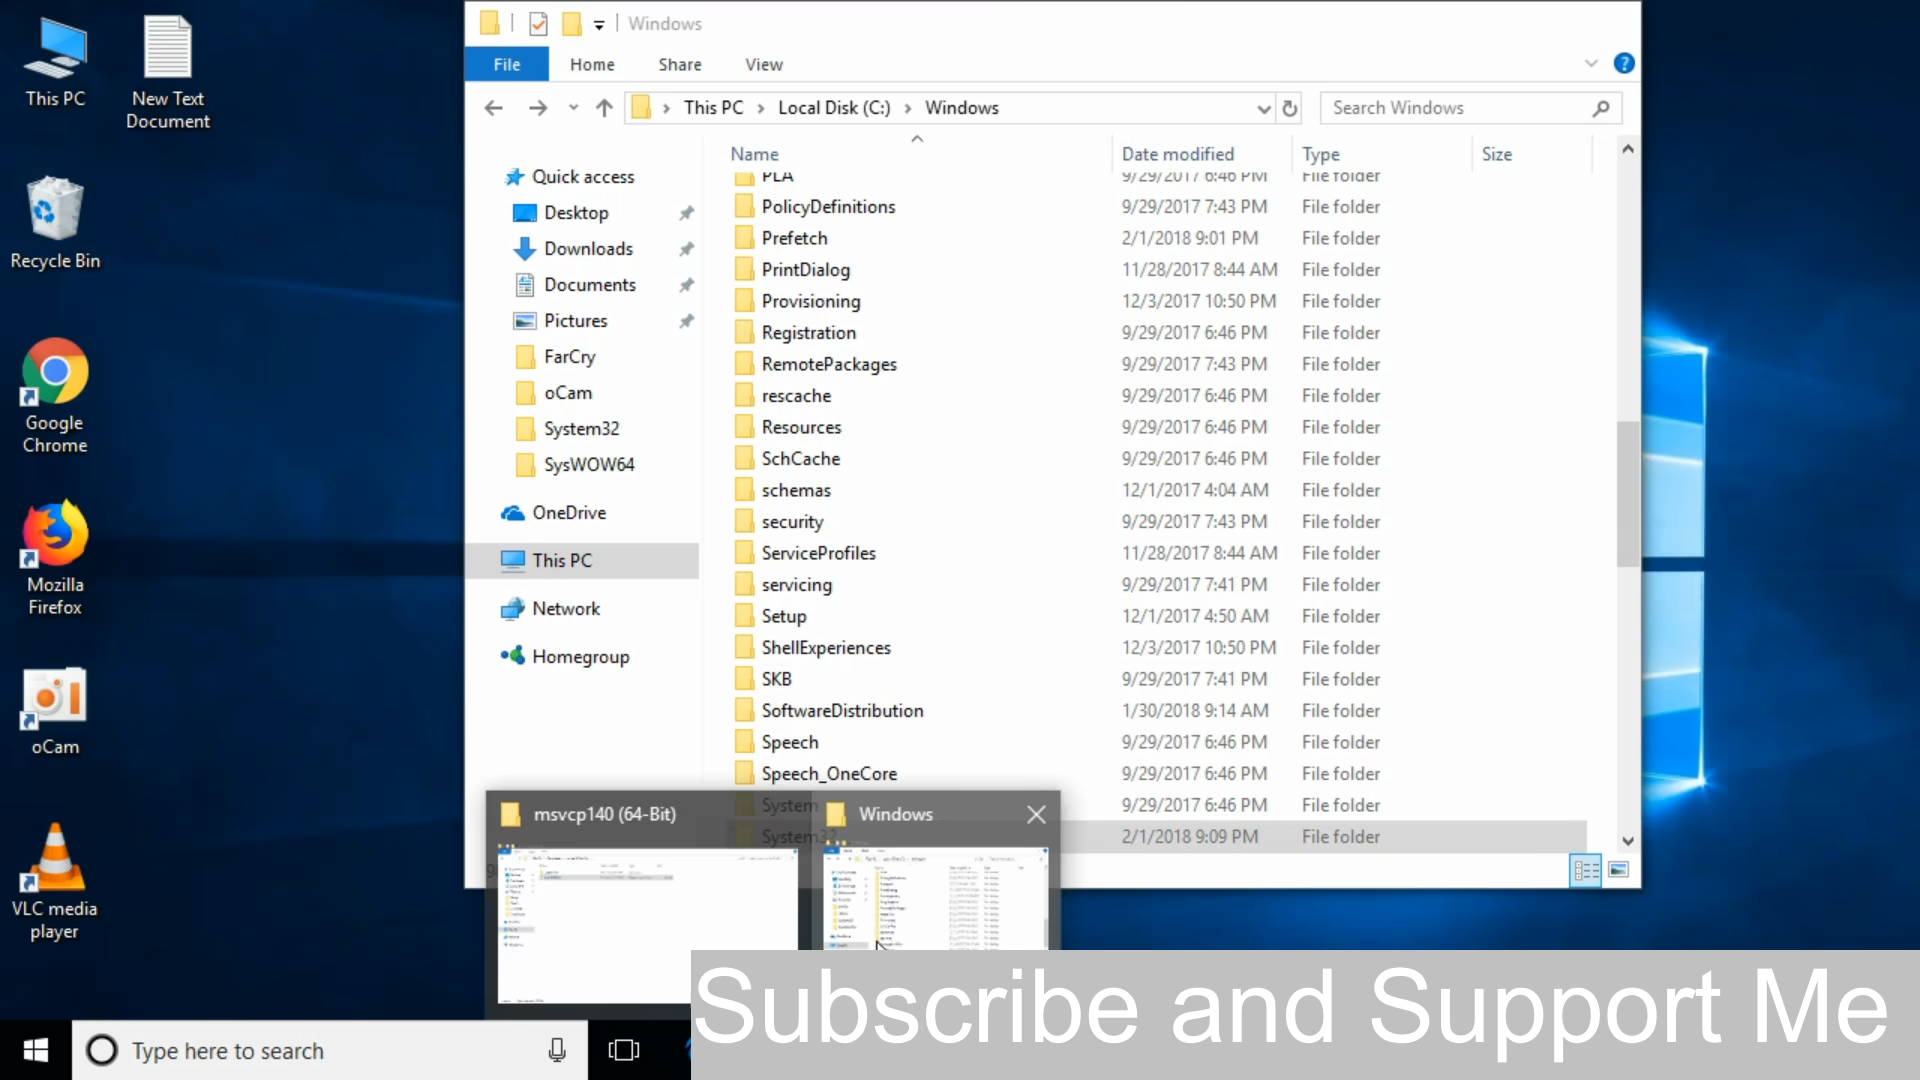 This PC
New Text
Document
Recycle Bin
Google
Chrome
Mozilla
Firefox
oCam
VLC media
player
Windows
File
Home
Share
View
This PC
Local Disk (C:)
Windows
Search Windows
Quick access
Desktop
Downloads
Documents
Pictures
FarCry
oCam
System32
SysWOW64
OneDrive
This PC
Network
Homegroup
Name Date modified Type Size
PLA 9/29/2017 6:46 PM File folder
PolicyDefinitions 9/29/2017 7:43 PM File folder
Prefetch 2/1/2018 9:01 PM File folder
PrintDialog 11/28/2017 8:44 AM File folder
Provisioning 12/3/2017 10:50 PM File folder
Registration 9/29/2017 6:46 PM File folder
RemotePackages 9/29/2017 7:43 PM File folder
rescache 9/29/2017 6:46 PM File folder
Resources 9/29/2017 6:46 PM File folder
SchCache 9/29/2017 6:46 PM File folder
schemas 12/1/2017 4:04 AM File folder
security 9/29/2017 7:43 PM File folder
ServiceProfiles 11/28/2017 8:44 AM File folder
servicing 9/29/2017 7:41 PM File folder
Setup 12/1/2017 4:50 AM File folder
ShellExperiences 12/3/2017 10:50 PM File folder
SKB 9/29/2017 7:41 PM File folder
SoftwareDistribution 1/30/2018 9:14 AM File folder
Speech 9/29/2017 6:46 PM File folder
Speech_OneCore 9/29/2017 6:46 PM File folder
System 9/29/2017 6:46 PM File folder
System32 2/1/2018 9:09 PM File folder
msvcp140 (64-Bit)
Windows
Subscribe and Support Me
Type here to search